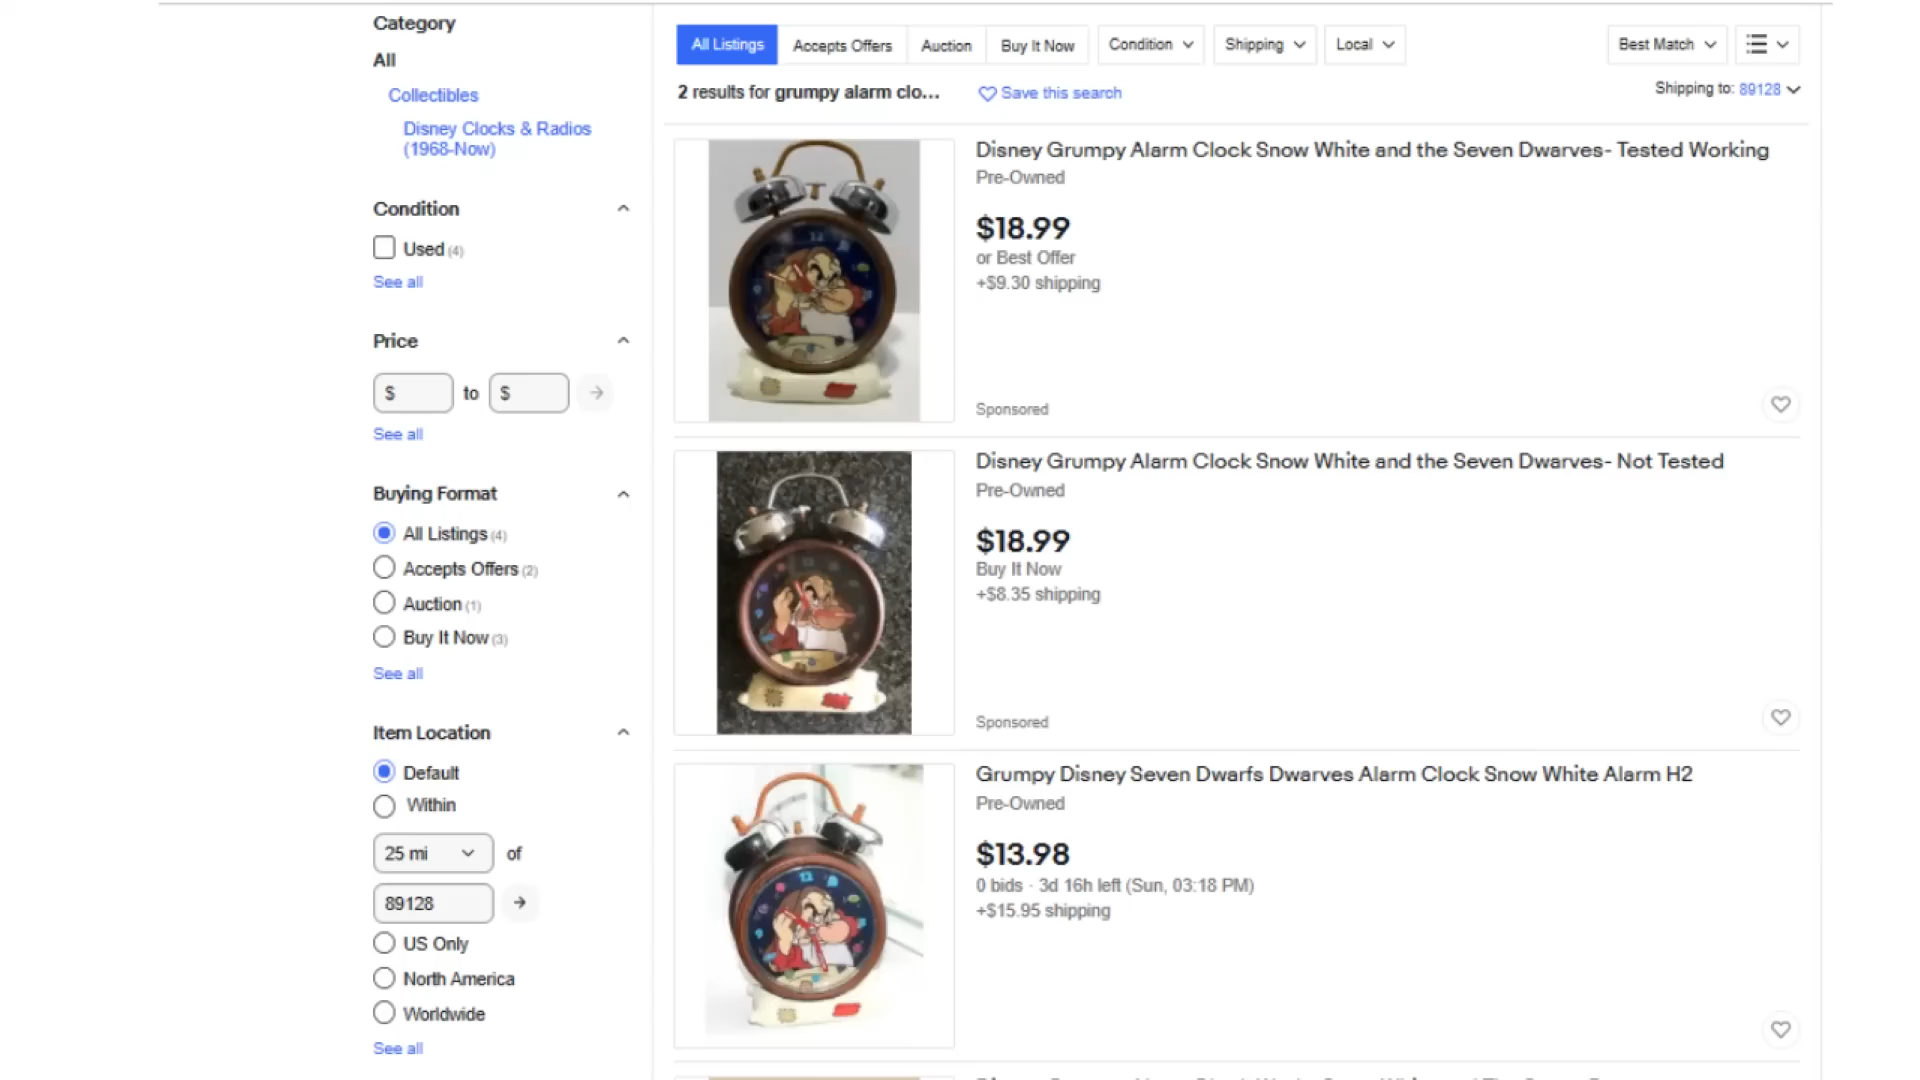 Category
All
Collectibles
Disney Clocks & Radios
(1968-Now)
Condition
Used (4)
See all
Price
$ to $
See all
Buying Format
All Listings (4)
Accepts Offers (2)
Auction (1)
Buy It Now (3)
See all
Item Location
Default
Within
25 mi of
89128
US Only
North America
Worldwide
See all
All Listings Accepts Offers Auction Buy It Now Condition Shipping Local Best Match
2 results for grumpy alarm clo... Save this search Shipping to: 89128
Disney Grumpy Alarm Clock Snow White and the Seven Dwarves- Tested Working
Pre-Owned
$18.99
or Best Offer
+$9.30 shipping
Sponsored
Disney Grumpy Alarm Clock Snow White and the Seven Dwarves- Not Tested
Pre-Owned
$18.99
Buy It Now
+$8.35 shipping
Sponsored
Grumpy Disney Seven Dwarfs Dwarves Alarm Clock Snow White Alarm H2
Pre-Owned
$13.98
0 bids · 3d 16h left (Sun, 03:18 PM)
+$15.95 shipping